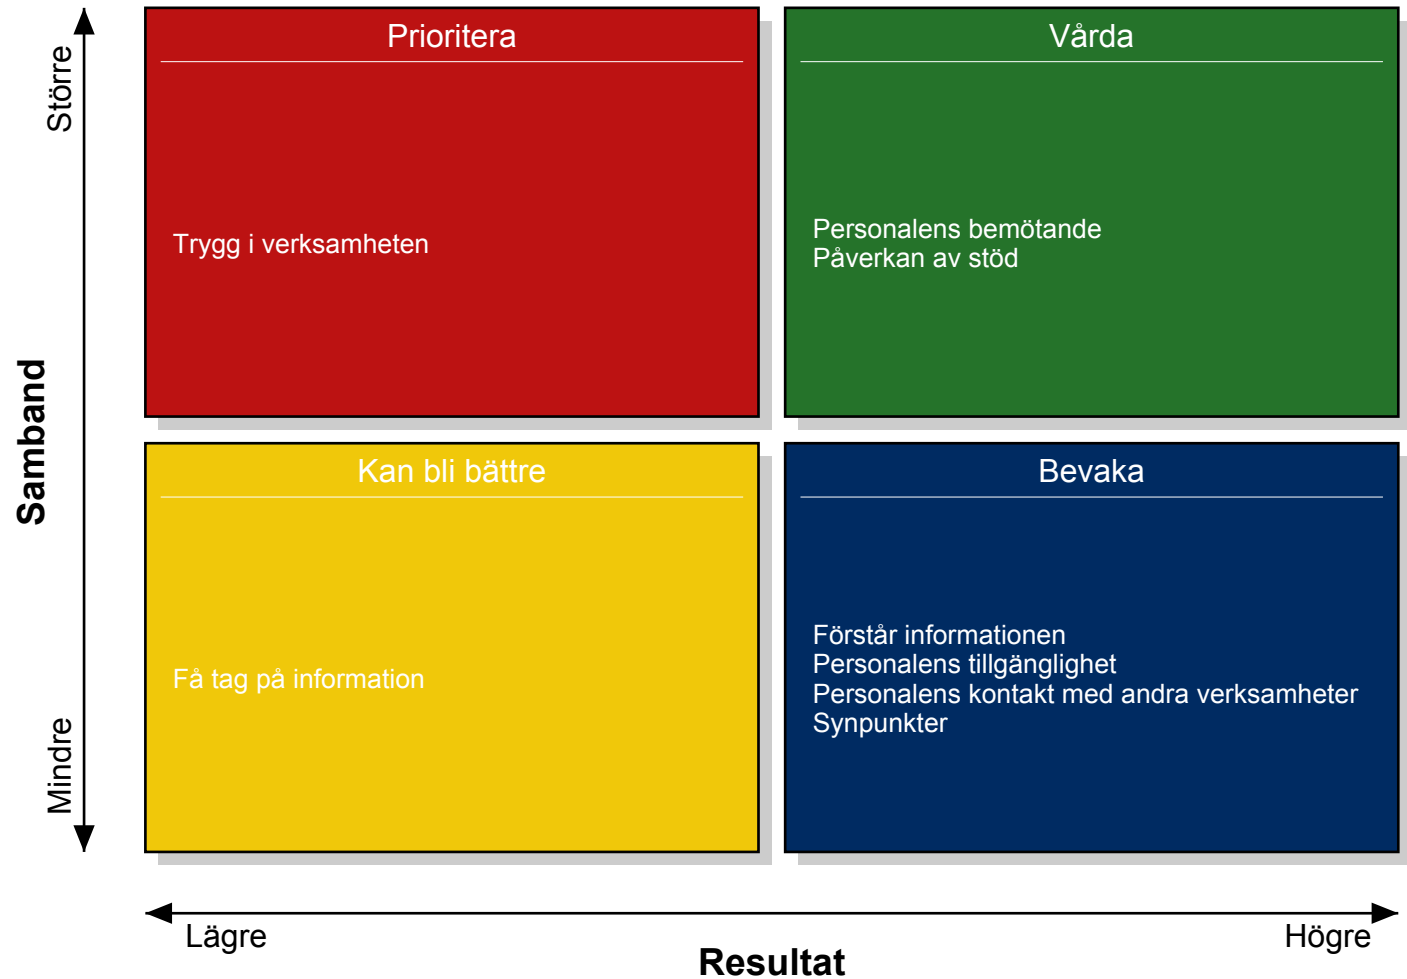 Större
Prioritera
Trygg i verksamheten
Vårda
Personalens bemötande
Påverkan av stöd
Samband
Kan bli bättre
Få tag på information
Bevaka
Förstår informationen
Personalens tillgänglighet
Personalens kontakt med andra verksamheter
Synpunkter
Mindre
Lägre
Högre
Resultat